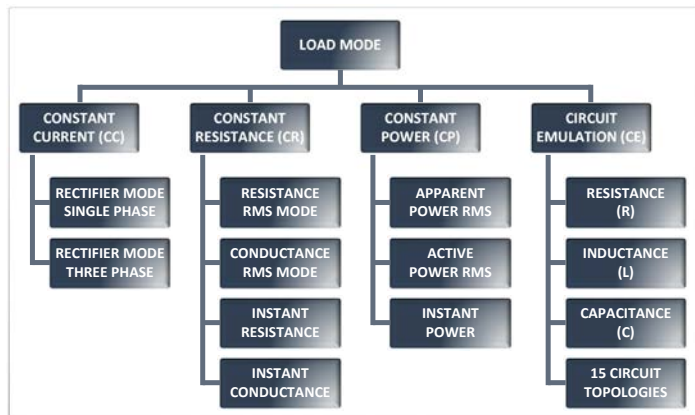 LOAD MODE
CONSTANT
CURRENT (CC)
RECTIFIER MODE
SINGLE PHASE
RECTIFIER MODE
THREE PHASE
CONSTANT
RESISTANCE (CR)
RESISTANCE
RMS MODE
CONDUCTANCE
RMS MODE
INSTANT
RESISTANCE
INSTANT
CONDUCTANCE
CONSTANT
POWER (CP)
APPARENT
POWER RMS
ACTIVE
POWER RMS
INSTANT
POWER
CIRCUIT
EMULATION (CE)
RESISTANCE
(R)
INDUCTANCE
(L)
CAPACITANCE
(C)
15 CIRCUIT
TOPOLOGIES